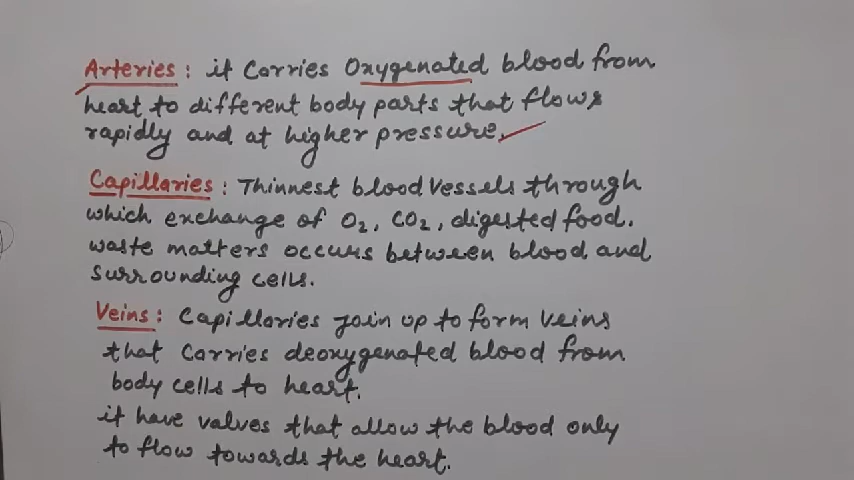 Arteries: it Carries Oxygenated blood from
heart to different body parts that flows
rapidly and at higher pressure.
Capillaries: Thinnest blood vessels through
which exchange of O₂, CO₂, digested food.
waste matters occurs between blood and
surrounding cells.
Veins: Capillaries join up to form veins
that carries deoxygenated blood from
body cells to heart.
it have valves that allow the blood only
to flow towards the heart.